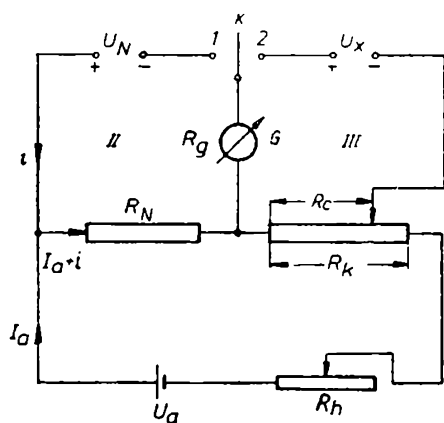 K
U_N 1 2 U_x
+ - + -
II R_g G III
i
R_N R_c
I_a+i
R_k
I_a
U_a R_h